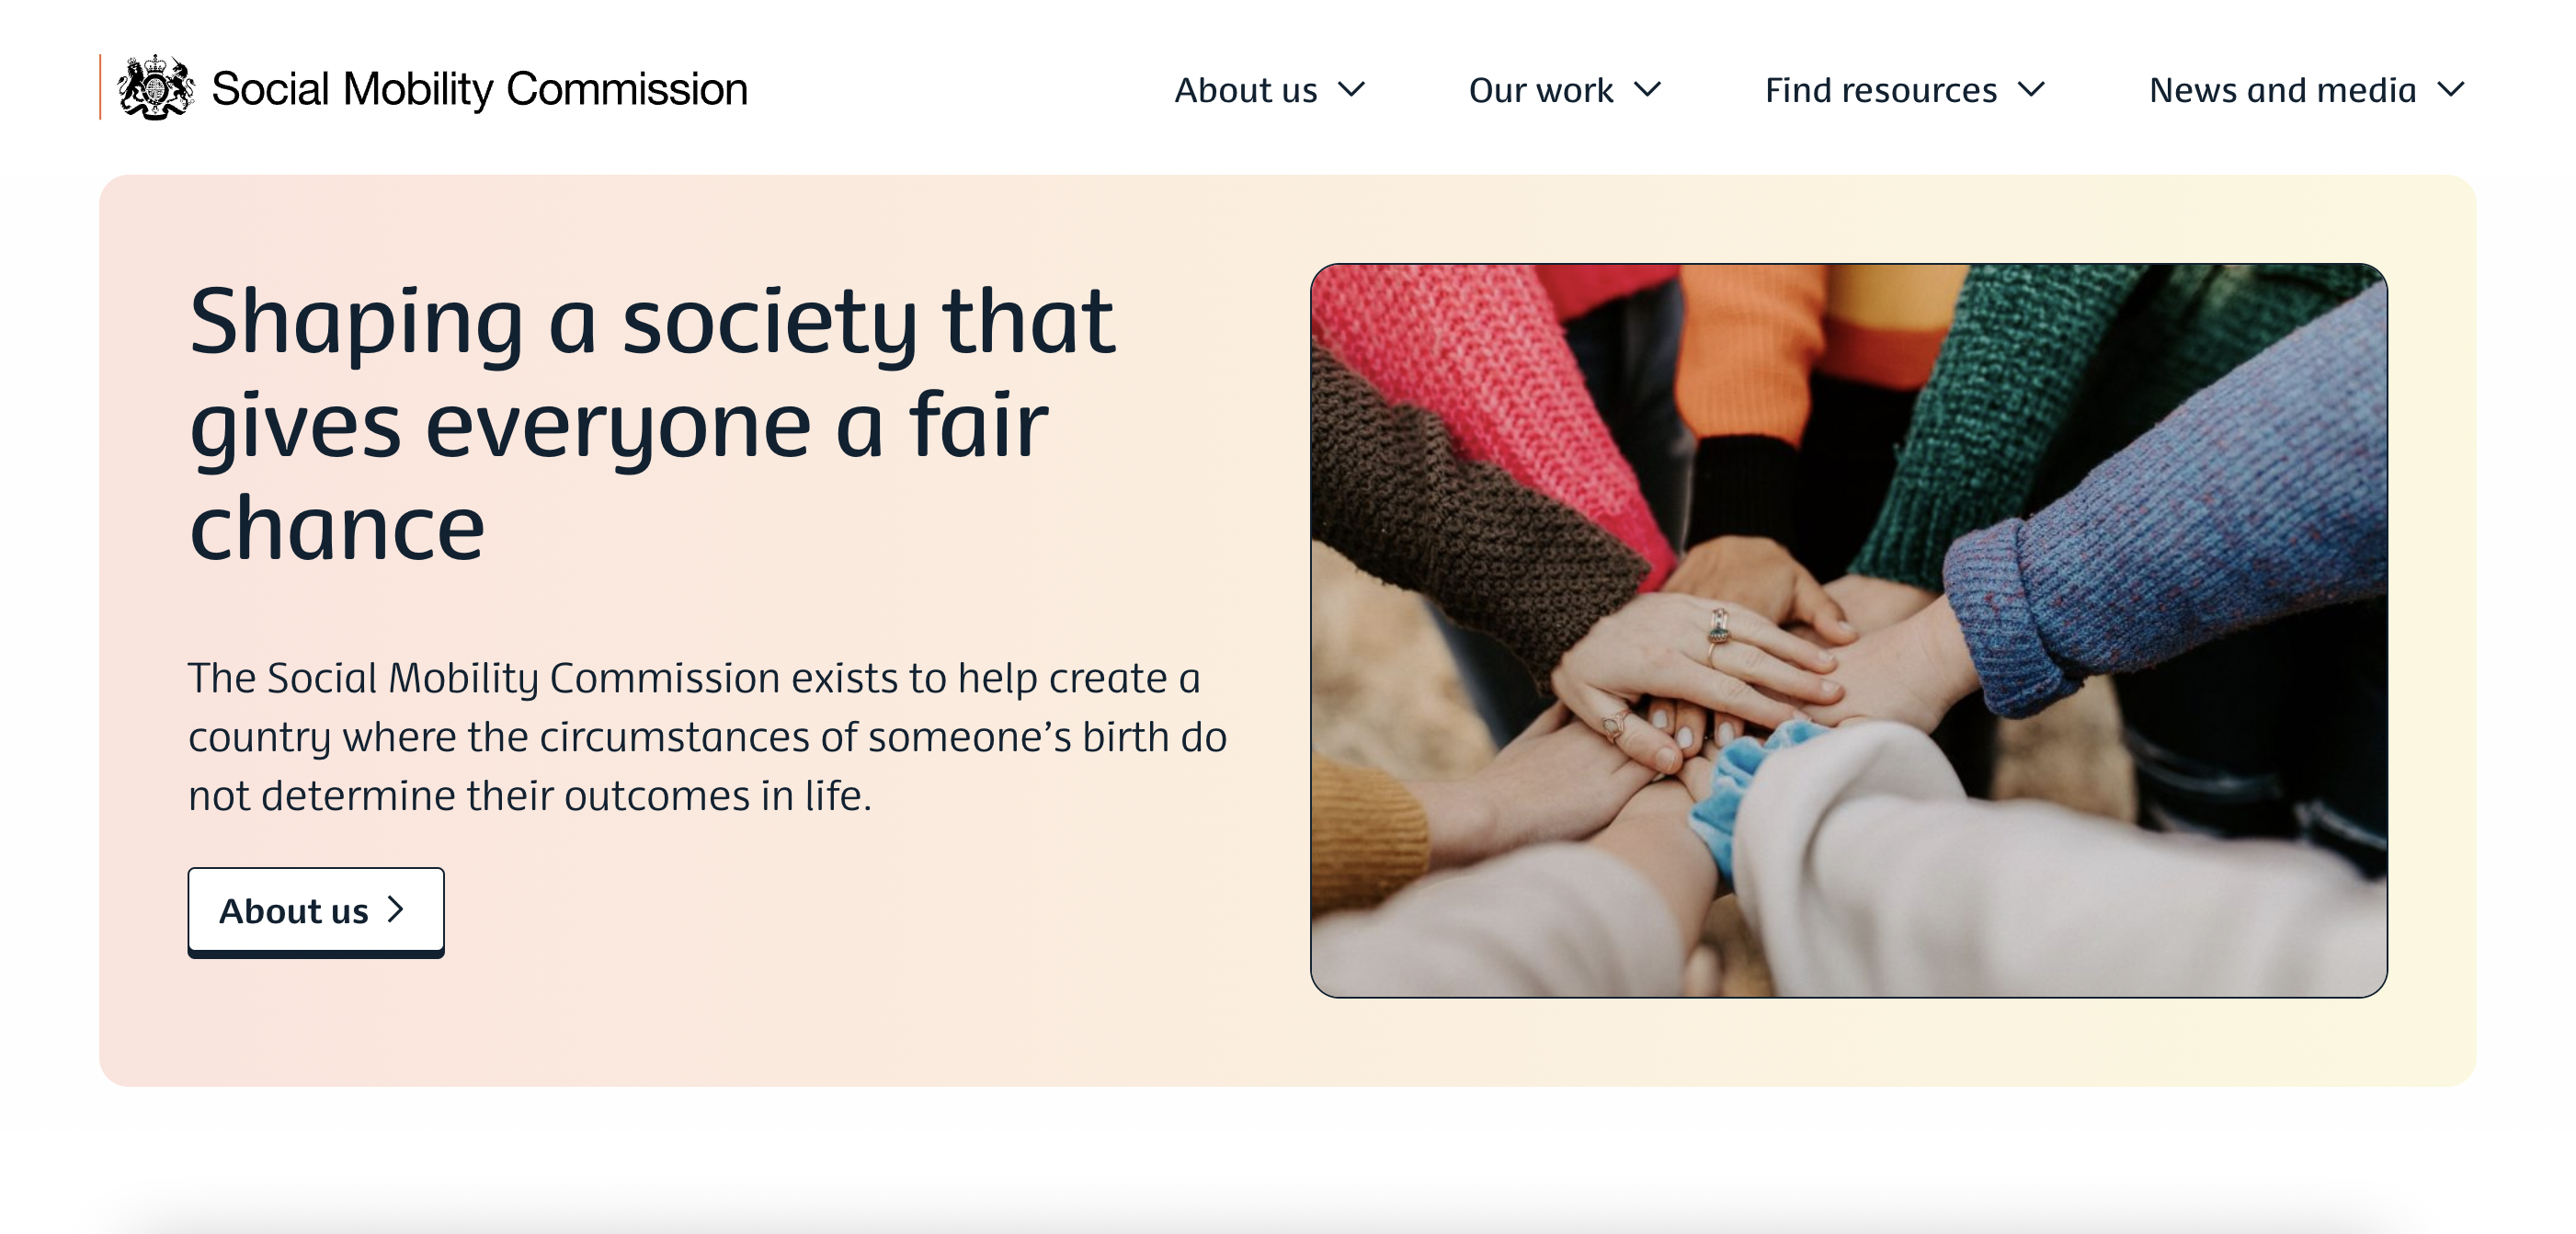 Social Mobility Commission
About us
Our work
Find resources
News and media
Shaping a society that
gives everyone a fair
chance
The Social Mobility Commission exists to help create a
country where the circumstances of someone’s birth do
not determine their outcomes in life.
About us